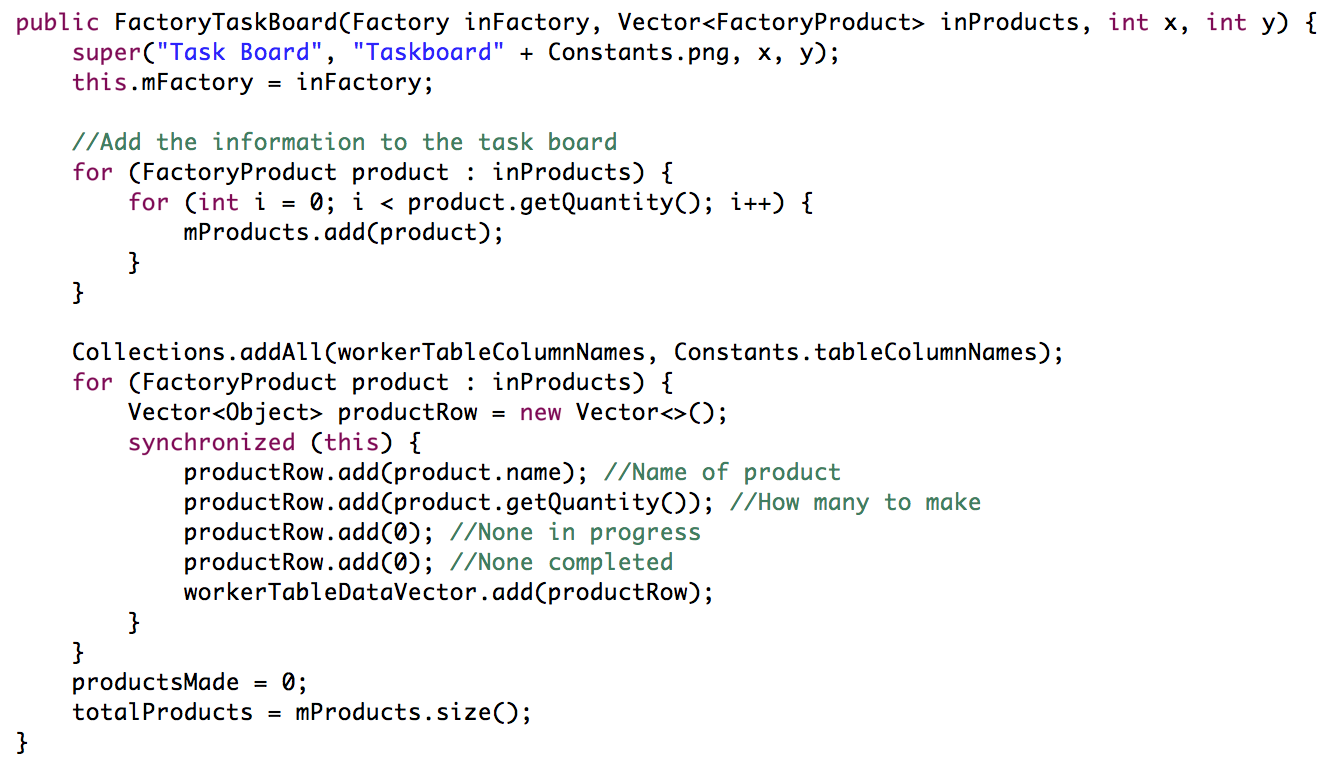 public FactoryTaskBoard(Factory inFactory, Vector<FactoryProduct> inProducts, int x, int y) {
    super("Task Board", "Taskboard" + Constants.png, x, y);
    this.mFactory = inFactory;

    //Add the information to the task board
    for (FactoryProduct product : inProducts) {
        for (int i = 0; i < product.getQuantity(); i++) {
            mProducts.add(product);
        }
    }

    Collections.addAll(workerTableColumnNames, Constants.tableColumnNames);
    for (FactoryProduct product : inProducts) {
        Vector<Object> productRow = new Vector<>();
        synchronized (this) {
            productRow.add(product.name); //Name of product
            productRow.add(product.getQuantity()); //How many to make
            productRow.add(0); //None in progress
            productRow.add(0); //None completed
            workerTableDataVector.add(productRow);
        }
    }
    productsMade = 0;
    totalProducts = mProducts.size();
}